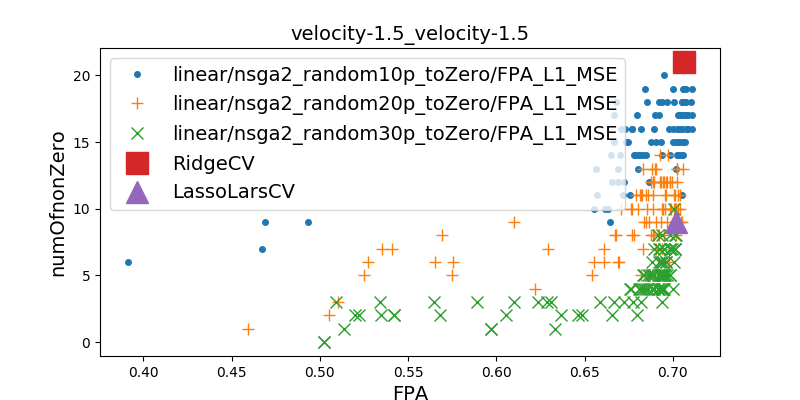 velocity-1.5_velocity-1.5
linear/nsga2_random10p_toZero/FPA_L1_MSE
linear/nsga2_random20p_toZero/FPA_L1_MSE
linear/nsga2_random30p_toZero/FPA_L1_MSE
RidgeCV
LassoLarsCV
numOfnonZero
20
15
10
5
0
0.40 0.45 0.50 0.55 0.60 0.65 0.70
FPA